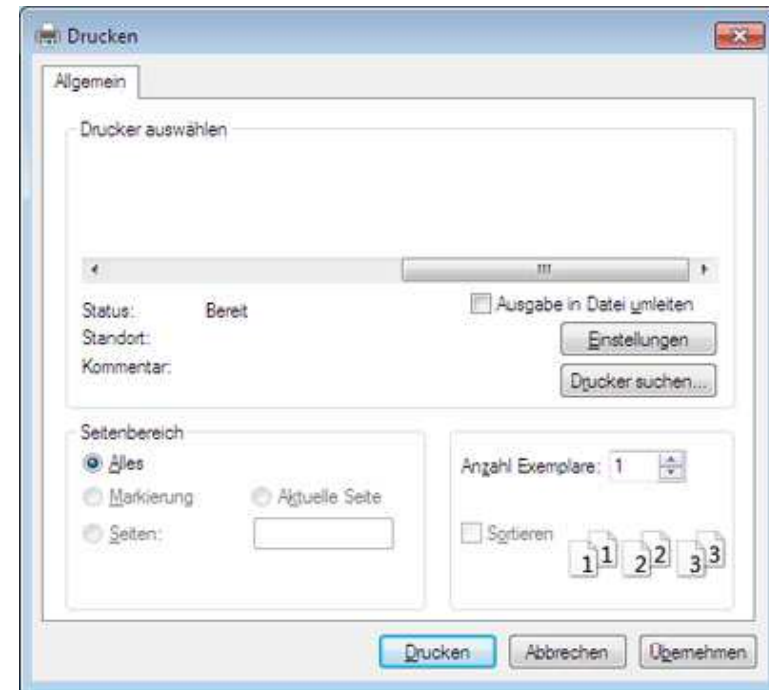 Drucken
Allgemein
Drucker auswählen
Status: Bereit
Ausgabe in Datei umleiten
Standort:
Einstellungen
Kommentar:
Drucker suchen...
Seitenbereich
Alles
Markierung Aktuelle Seite
Seiten:
Anzahl Exemplare: 1
Sortieren
1 1 2 2 3 3
Drucken Abbrechen Übernehmen